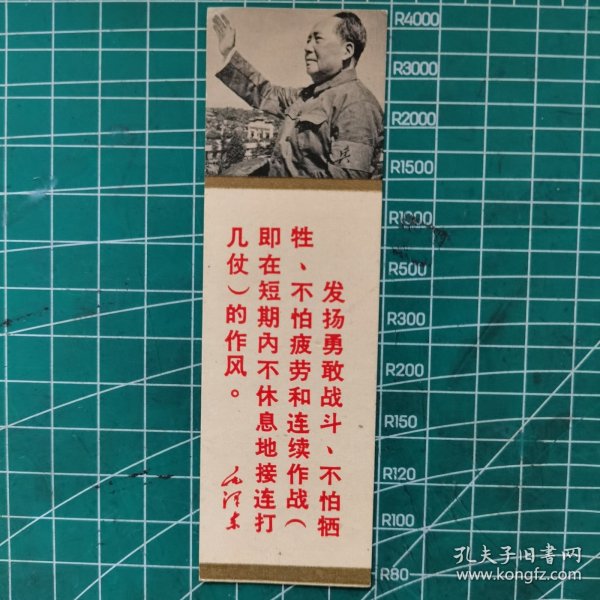 发扬勇敢战斗、不怕牺
牲、不怕疲劳和连续作战（
即在短期内不休息地接连打
几仗）的作风。
毛泽东
兵
R4000
R3000
R2000
R1500
R1000
R500
R300
R200
R150
R120
R100
R80
孔夫子旧书网
www.kongfz.com